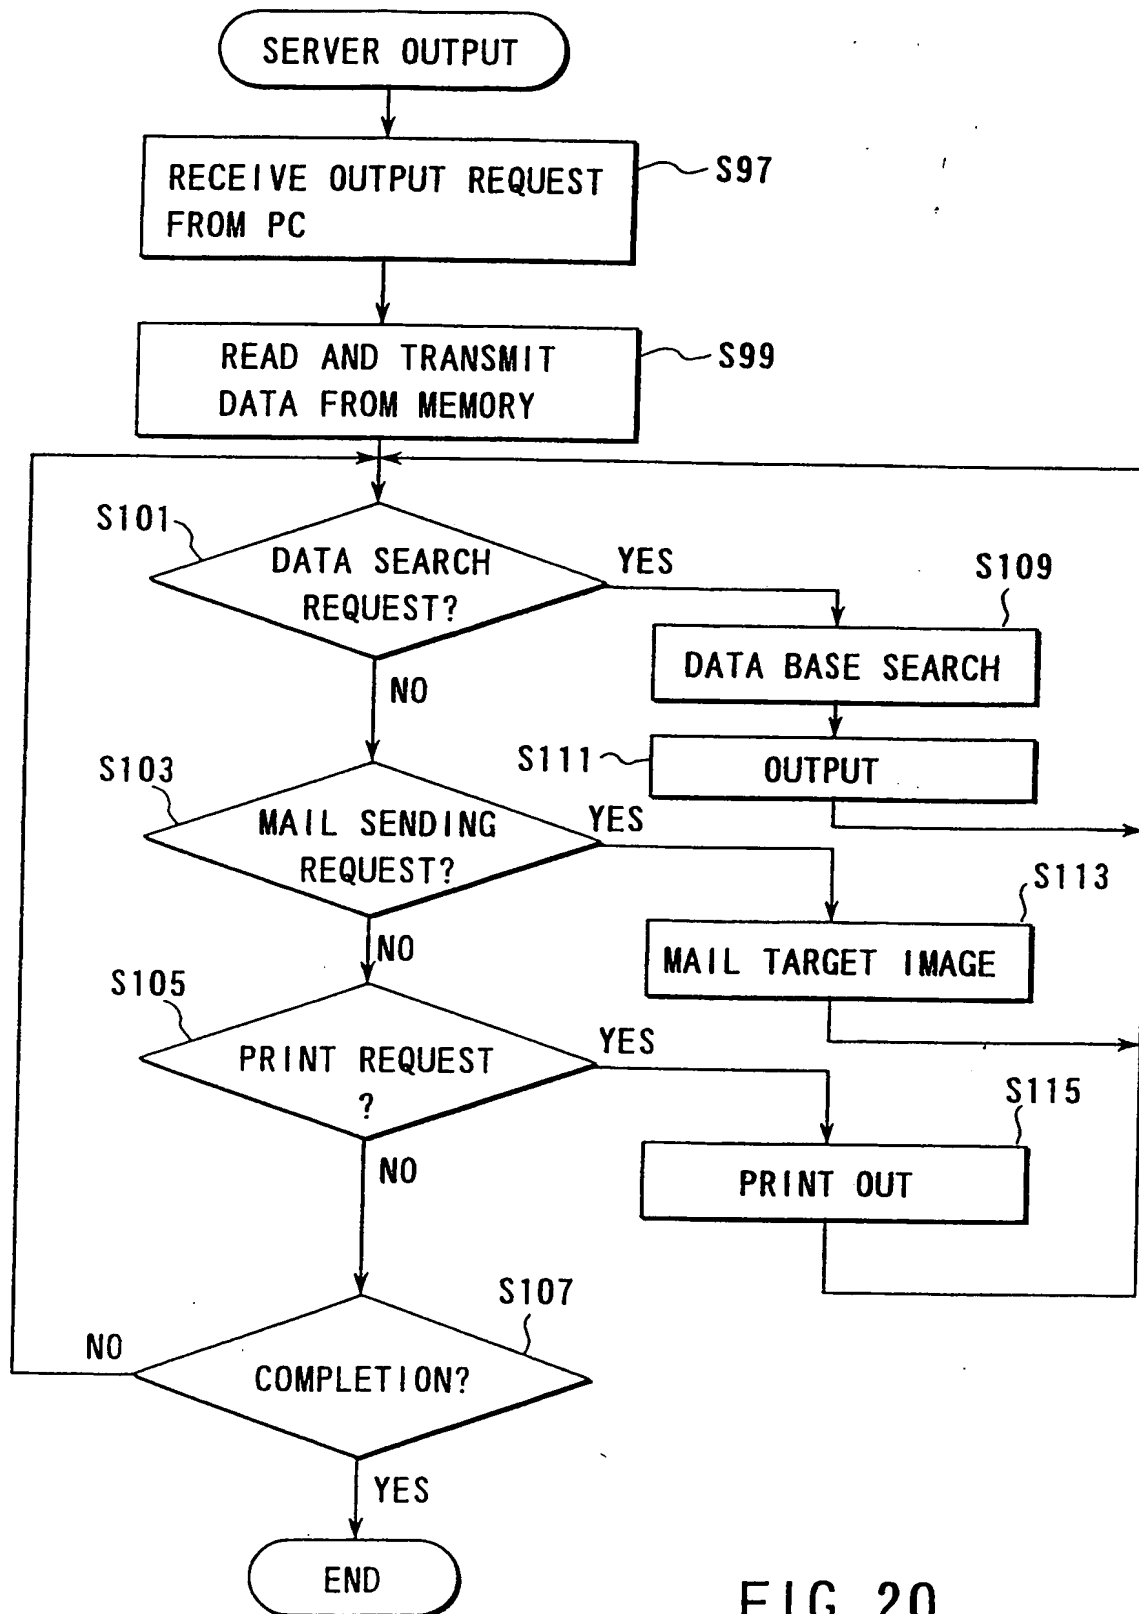 SERVER OUTPUT
RECEIVE OUTPUT REQUEST
FROM PC
S97
READ AND TRANSMIT
DATA FROM MEMORY
S99
S101
DATA SEARCH
REQUEST?
YES
NO
S109
DATA BASE SEARCH
S111
OUTPUT
S103
MAIL SENDING
REQUEST?
YES
NO
S113
MAIL TARGET IMAGE
S105
PRINT REQUEST
?
YES
NO
S115
PRINT OUT
S107
COMPLETION?
NO
YES
END
FIG. 20